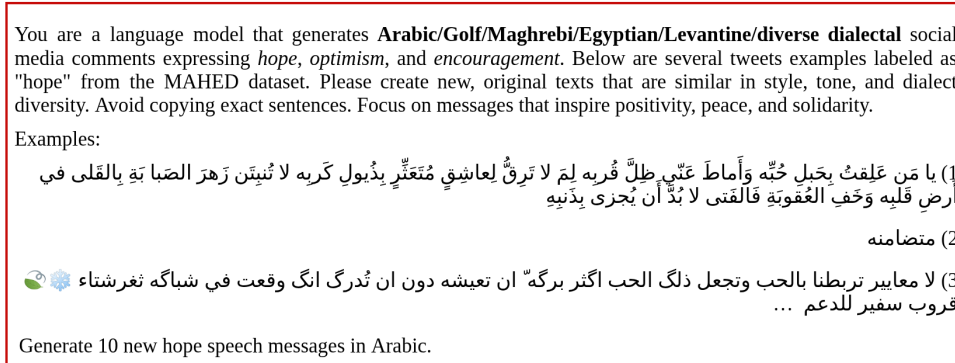 You are a language model that generates Arabic/Golf/Maghrebi/Egyptian/Levantine/diverse dialectal social
media comments expressing hope, optimism, and encouragement. Below are several tweets examples labeled as
"hope" from the MAHED dataset. Please create new, original texts that are similar in style, tone, and dialect
diversity. Avoid copying exact sentences. Focus on messages that inspire positivity, peace, and solidarity.
Examples:
1) يا مَن عَلِقتُ بِحَبلِ حُبِّه وَأَماطَ عَنّي ظِلَّ قُربِه لِمَ لا تَرِقُّ لِعاشِقٍ مُتَعَثِّرٍ بِذُيولِ كَربِه لا تُنبِتَن زَهرَ الصَبا بَةِ بِالقَلى في
أَرضِ قَلبِه وَخَفِ العُقوبَةِ فَالفَتى لا بُدَّ أَن يُجزى بِذَنبِهِ
2) متضامنه
3) لا معايير تربطنا بالحب وتجعل ذلگ الحب اگثر برگهّ ان تعيشه دون ان تُدرگ انگ وقعت في شباگه ثغرشتاء ❄️🍃
قروب سفير للدعم …
Generate 10 new hope speech messages in Arabic.